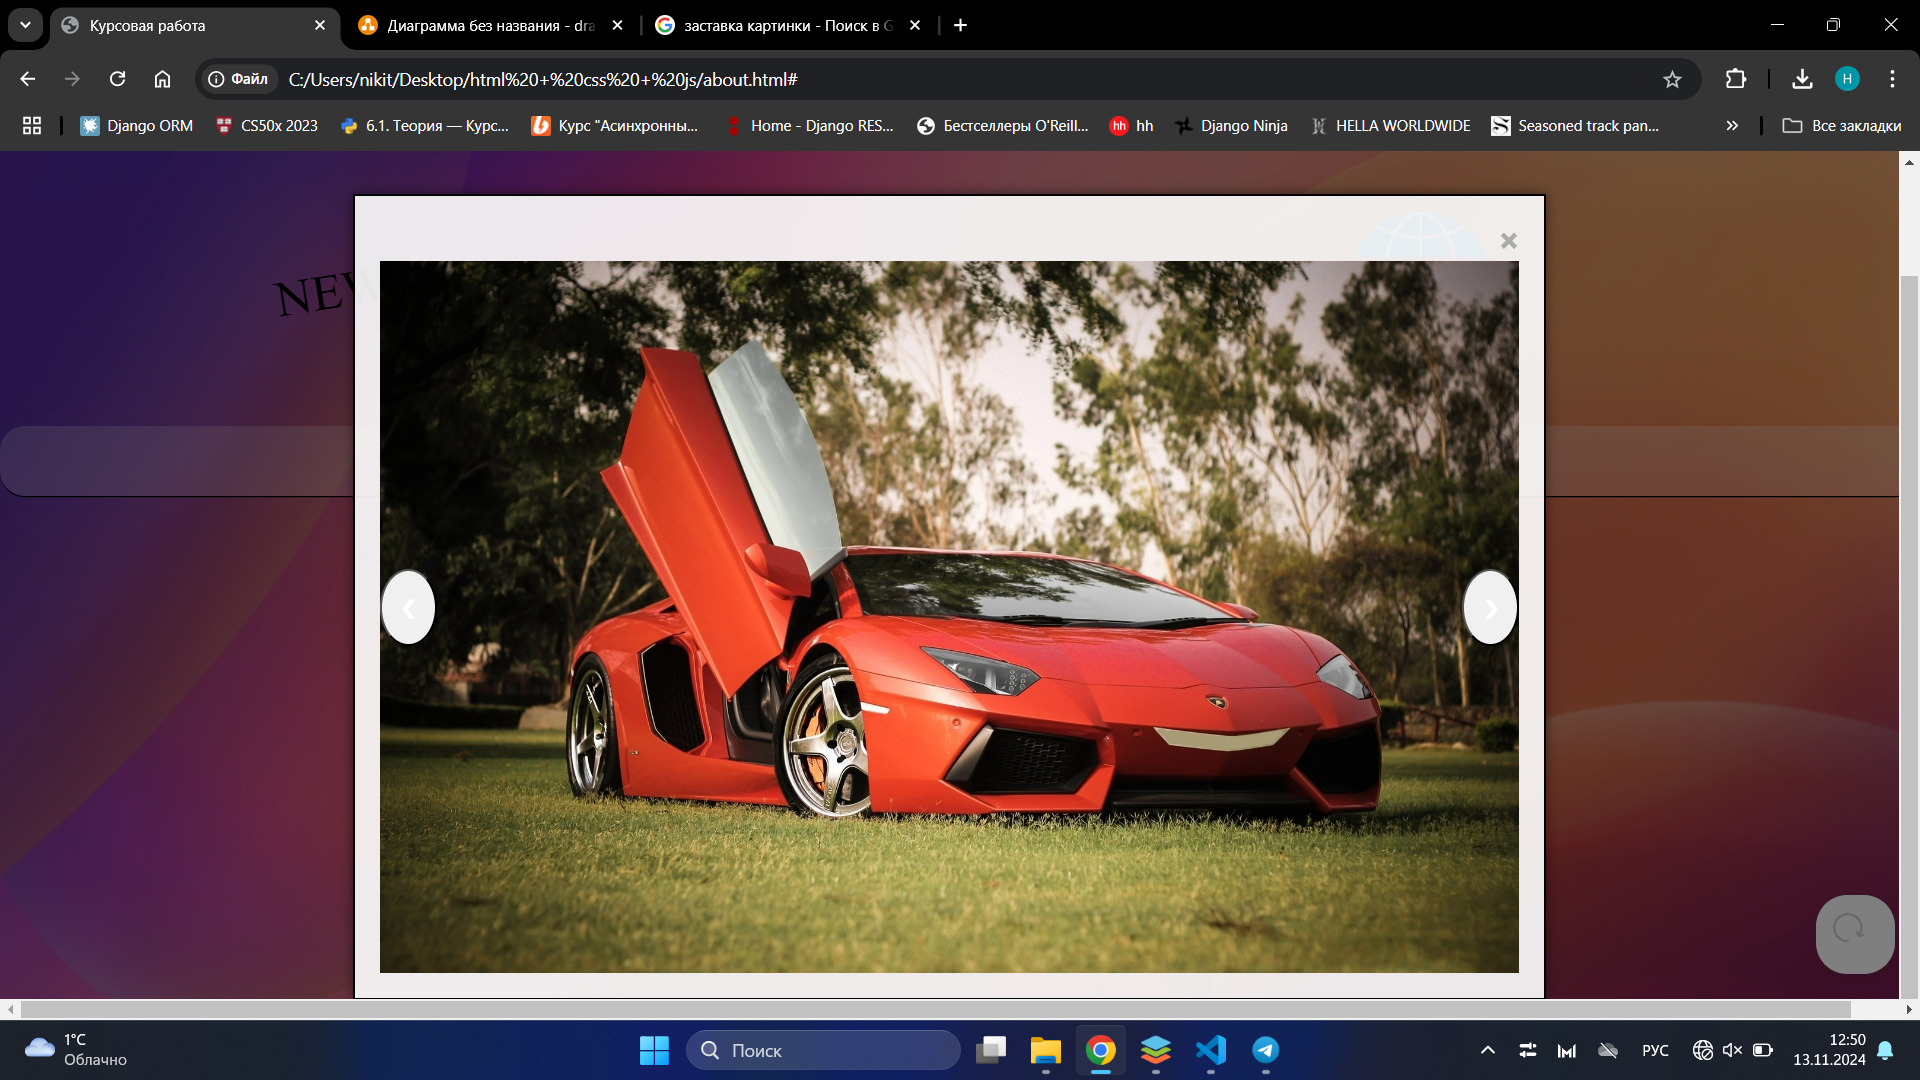 Курсовая работа
Диаграмма без названия - dra
заставка картинки - Поиск в G
Файл
C:/Users/nikit/Desktop/html%20+%20css%20+%20js/about.html#
H
Django ORM
CS50x 2023
6.1. Теория — Курс...
Курс "Асинхронны...
Home - Django RES...
Бестселлеры O'Reill...
hh
hh
Django Ninja
HELLA WORLDWIDE
Seasoned track pan...
Все закладки
NEW
1°C
Облачно
Поиск
РУС
12:50
13.11.2024